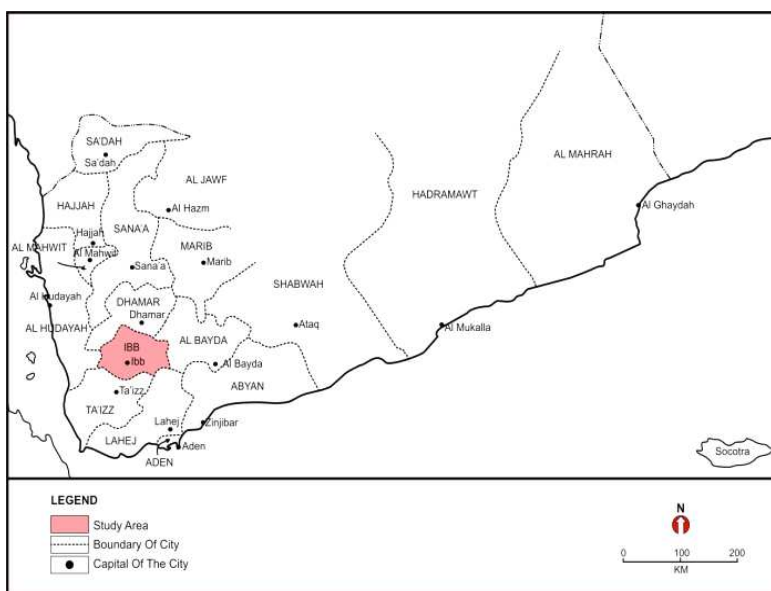 SA'DAH
Sa'dah
AL MAHRAH
AL JAWF
HADRAMAWT
HAJJAH
Al Hazm
Al Ghaydah
SANA'A
Hajjah
AL MAHWIT
MARIB
Al Mahwit
Sana'a
Marib
SHABWAH
Al Hudayah
DHAMAR
Dhamar
Ataq
Al Mukalla
AL HUDAYAH
IBB
AL BAYDA
Ibb
Al Bayda
ABYAN
Ta'izz
TA'IZZ
Lahej
Zinjibar
LAHEJ
Aden
ADEN
Socotra
LEGEND
Study Area
Boundary Of City
Capital Of The City
N
0 100 200
KM